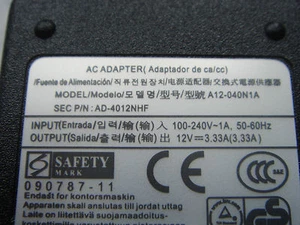 AC ADAPTER( Adaptador de ca/cc)
/Fuente de Alimentación/직류전원장치/电源适配器/交換式電源供應器
MODEL/Modelo/모델명/型号/型號 A12-040N1A
SEC P/N : AD-4012NHF
INPUT(Entrada/입력/输入/輸入) 100-240V~1A, 50-60Hz
OUTPUT(Salida/출력/输出/輸出) 12V⎓3.33A(3,33A)
S SAFETY
MARK
090787-11
Endast för kontorsmaskin
Apparaten skall anslutas till jordat uttag
Laite on liitettävä suojamaadoitus-